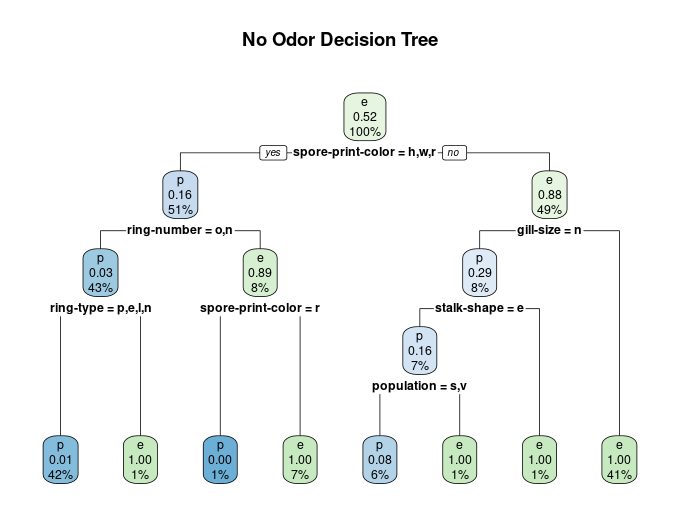 No Odor Decision Tree
e
0.52
100%
yes spore-print-color = h,w,r no
p
0.16
51%
e
0.88
49%
ring-number = o,n
gill-size = n
p
0.03
43%
e
0.89
8%
p
0.29
8%
ring-type = p,e,l,n
spore-print-color = r
stalk-shape = e
p
0.16
7%
population = s,v
p
0.01
42%
e
1.00
1%
p
0.00
1%
e
1.00
7%
p
0.08
6%
e
1.00
1%
e
1.00
1%
e
1.00
41%